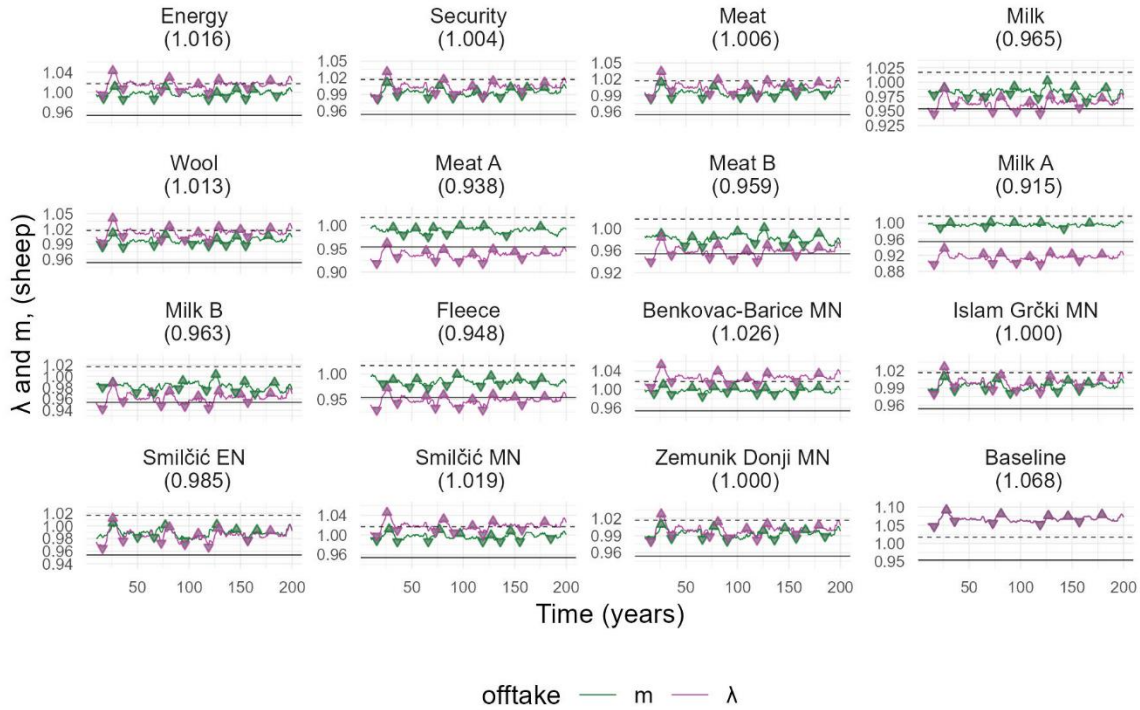 Energy Security Meat Milk
(1.016) (1.004) (1.006) (0.965)
1.04 1.00 0.96
1.05 1.02 0.99 0.96
1.05 1.02 0.99 0.96
1.025 1.000 0.975 0.950 0.925
Wool Meat A Meat B Milk A
(1.013) (0.938) (0.959) (0.915)
1.05 1.02 0.99 0.96
1.00 0.95 0.90
1.00 0.96 0.92
1.00 0.96 0.92 0.88
Milk B Fleece Benkovac-Barice MN Islam Grčki MN
(0.963) (0.948) (1.026) (1.000)
1.02 1.00 0.98 0.96 0.94
1.00 0.95
1.04 1.00 0.96
1.02 0.99 0.96
Smilčić EN Smilčić MN Zemunik Donji MN Baseline
(0.985) (1.019) (1.000) (1.068)
1.02 1.00 0.98 0.96 0.94
1.04 1.00 0.96
1.02 0.99 0.96
1.10 1.05 1.00 0.95
50 100 150 200 50 100 150 200 50 100 150 200 50 100 150 200
λ and m, (sheep)
Time (years)
offtake m λ